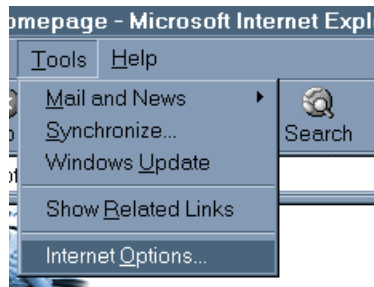 omepage - Microsoft Internet Expl
Tools Help
Mail and News
Synchronize...
Search
Windows Update
Show Related Links
Internet Options...